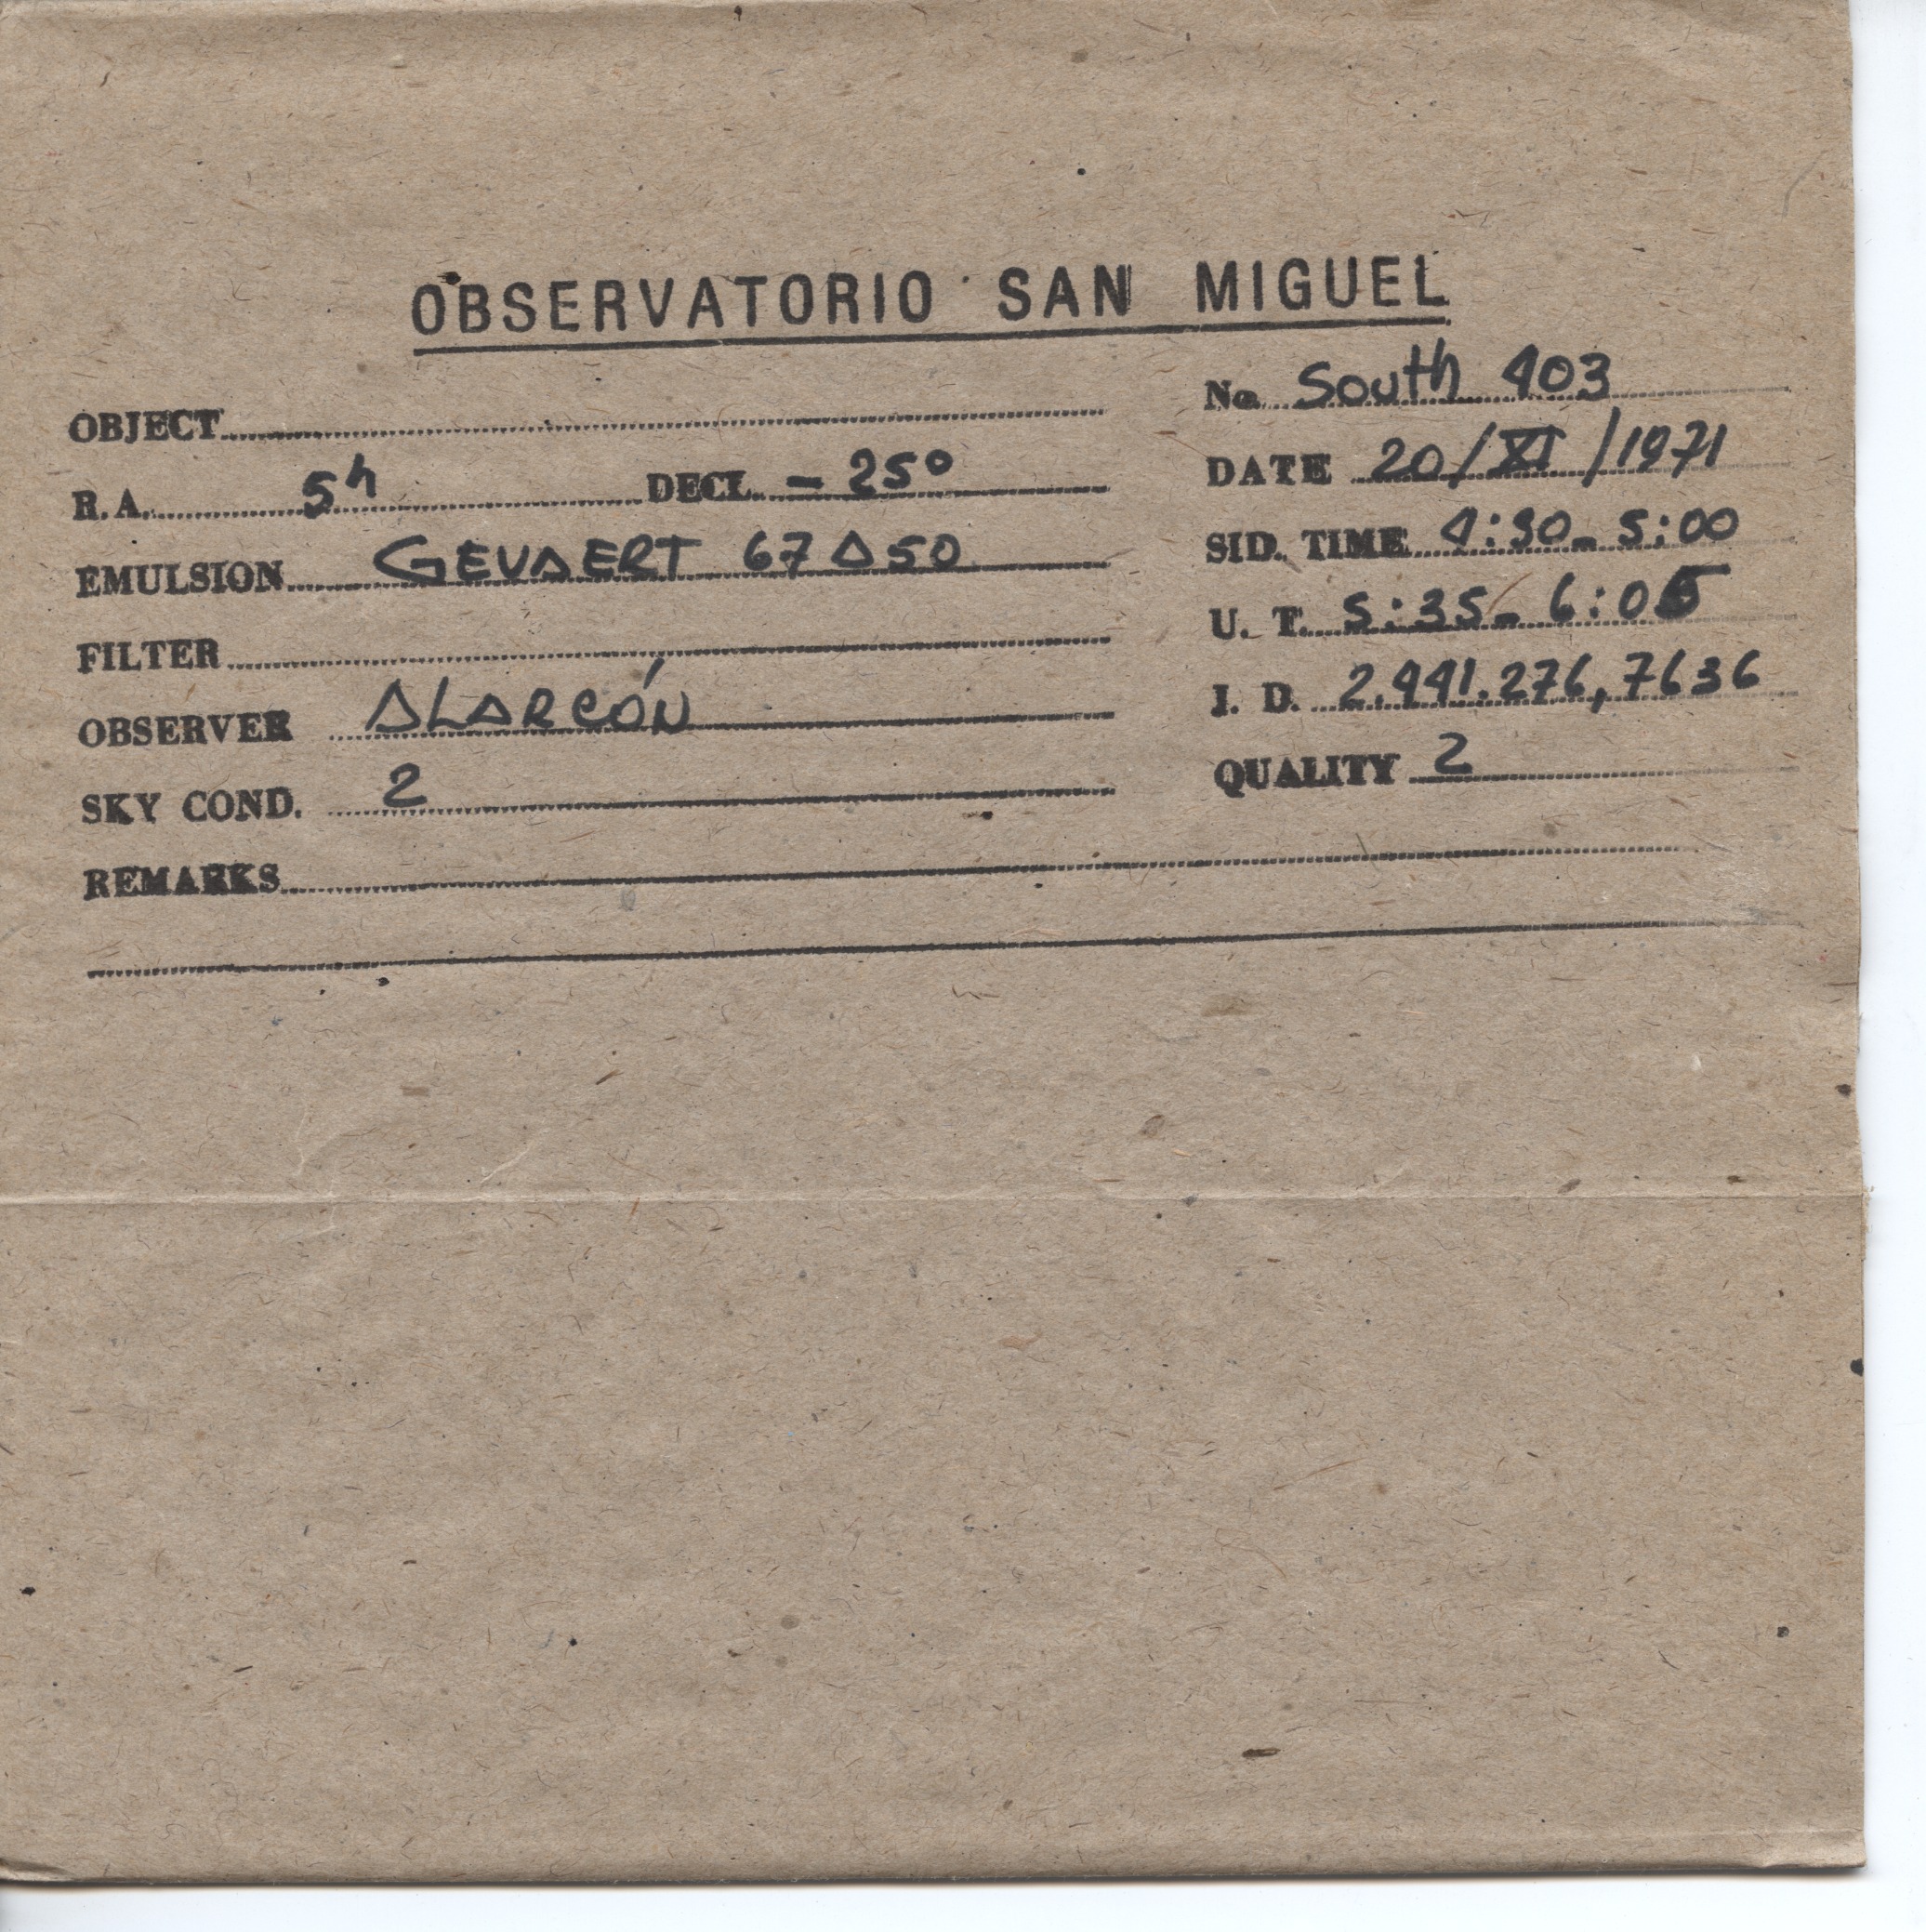 OBSERVATORIO SAN MIGUEL
No. South 403
OBJECT
DATE 20/XI/1971
R.A. 5h DECL. - 25°
SID. TIME 4:30 - 5:00
EMULSION GEVAERT 67A50
U. T. 5:35 - 6:05
FILTER
J. D. 2.441.276,7636
OBSERVER ALARCÓN
QUALITY 2
SKY COND. 2
REMARKS